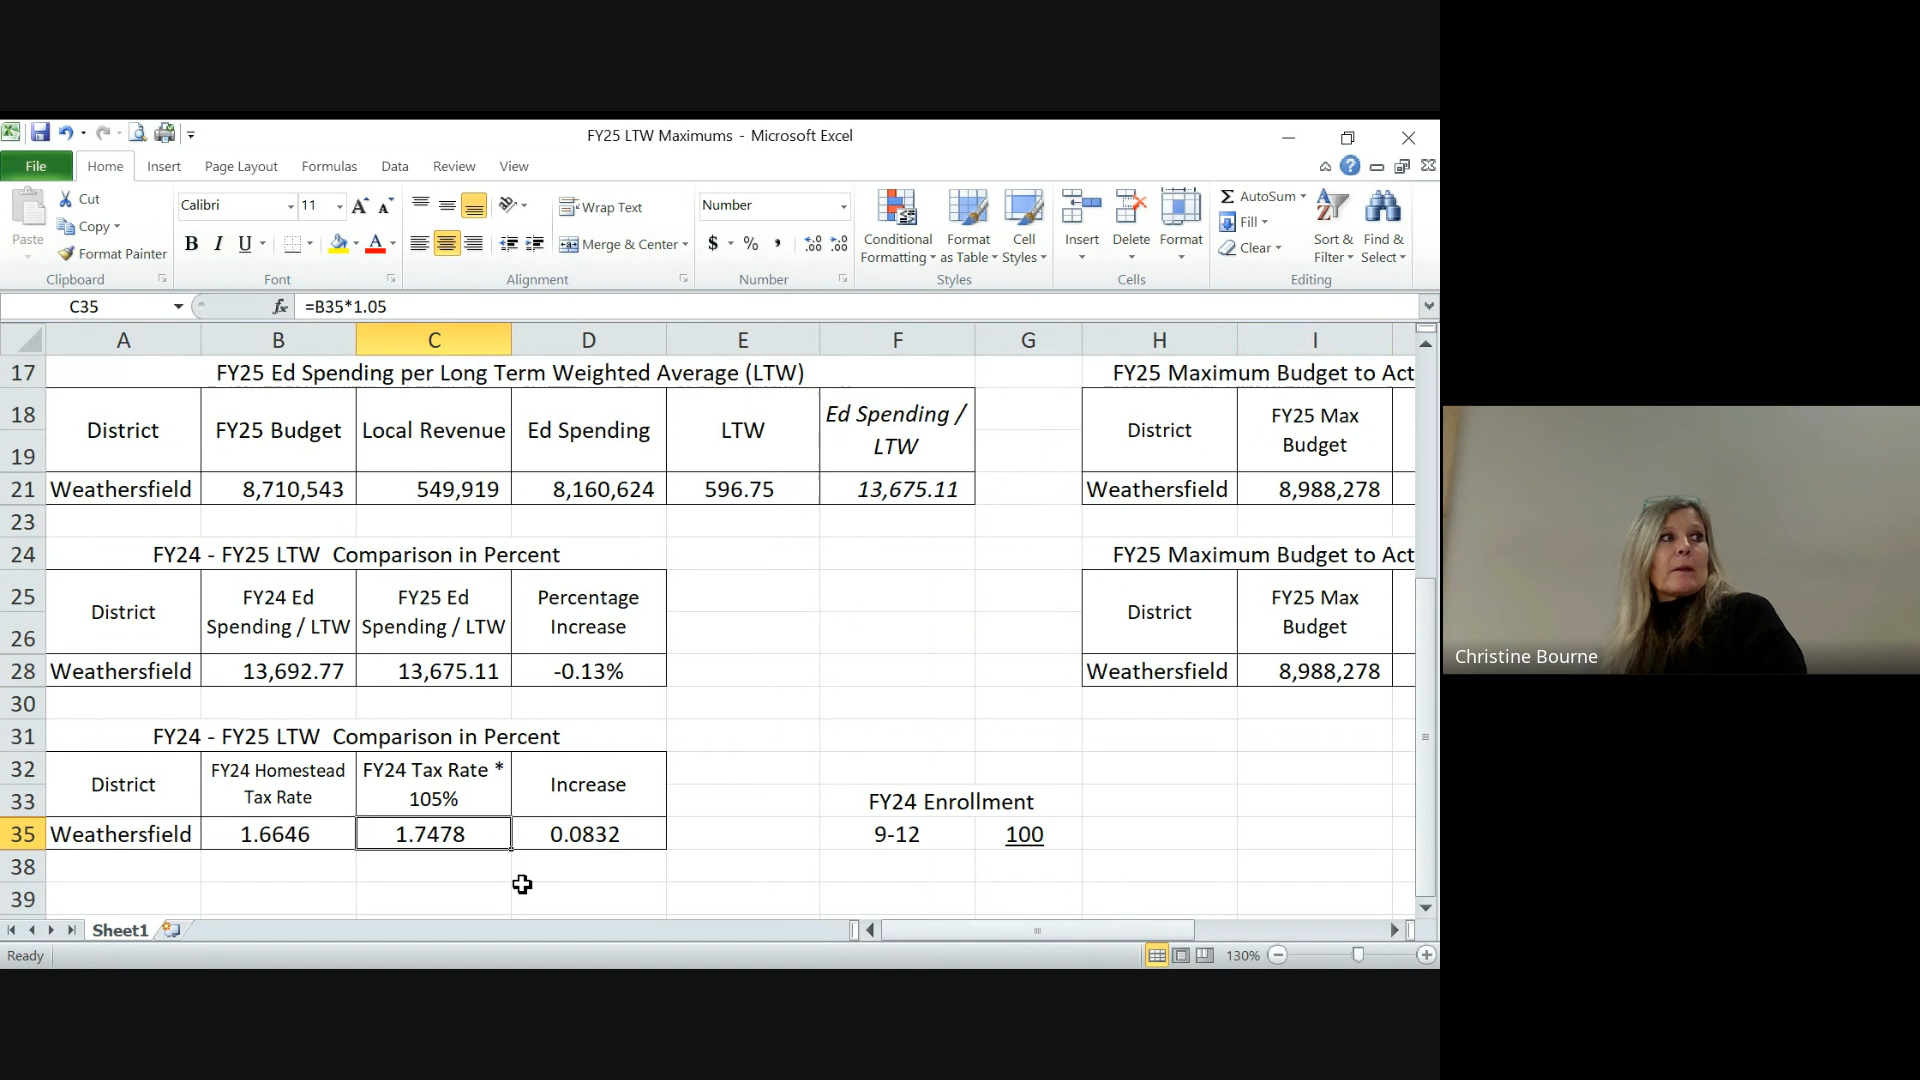 FY25 LTW Maximums - Microsoft Excel
File Home Insert Page Layout Formulas Data Review View
Paste
Cut
Copy
Format Painter
Calibri 11
B I U
Wrap Text
Merge & Center
Number
$ %
Conditional Formatting
Format as Table
Cell Styles
Insert
Delete
Format
Σ AutoSum
Fill
Clear
Sort & Filter
Find & Select
Clipboard Font Alignment Number Styles Cells Editing
C35 fx =B35*1.05
A B C D E F G H I
17 FY25 Ed Spending per Long Term Weighted Average (LTW) FY25 Maximum Budget to Act
18 District FY25 Budget Local Revenue Ed Spending LTW Ed Spending / LTW District FY25 Max Budget
19
21 Weathersfield 8,710,543 549,919 8,160,624 596.75 13,675.11 Weathersfield 8,988,278
23
24 FY24 - FY25 LTW Comparison in Percent FY25 Maximum Budget to Act
25 District FY24 Ed Spending / LTW FY25 Ed Spending / LTW Percentage Increase District FY25 Max Budget
26
28 Weathersfield 13,692.77 13,675.11 -0.13% Weathersfield 8,988,278
30
31 FY24 - FY25 LTW Comparison in Percent
32 District FY24 Homestead Tax Rate FY24 Tax Rate * 105% Increase
33 FY24 Enrollment
35 Weathersfield 1.6646 1.7478 0.0832 9-12 100
38
39
Sheet1
Ready 130%
Christine Bourne